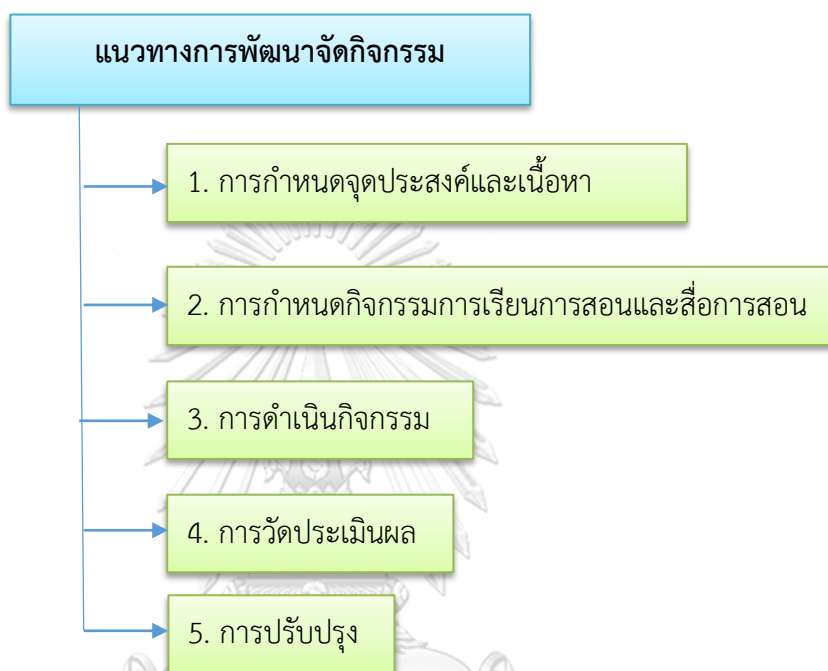 แนวทางการพัฒนาจัดกิจกรรม
1. การกำหนดจุดประสงค์และเนื้อหา
2. การกำหนดกิจกรรมการเรียนการสอนและสื่อการสอน
3. การดำเนินกิจกรรม
4. การวัดประเมินผล
5. การปรับปรุง